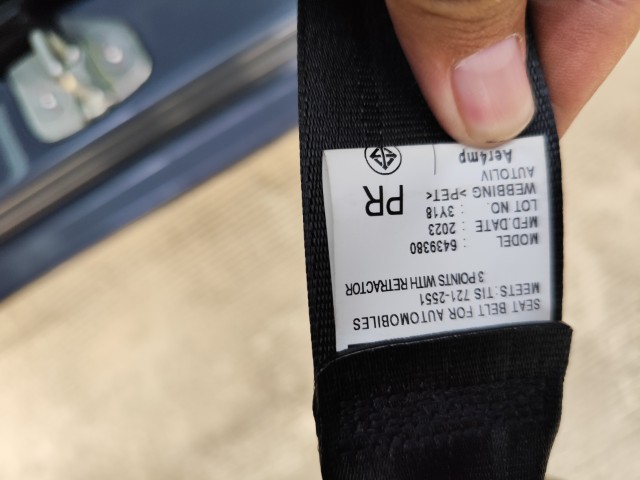 SEAT BELT FOR AUTOMOBILES
MEETS: TIS 721-2551
3 POINTS WITH RETRACTOR
MODEL : 6439380
MFD.DATE : 2023
LOT NO. : 3Y18
WEBBING >PET<
PR
AUTOLIV